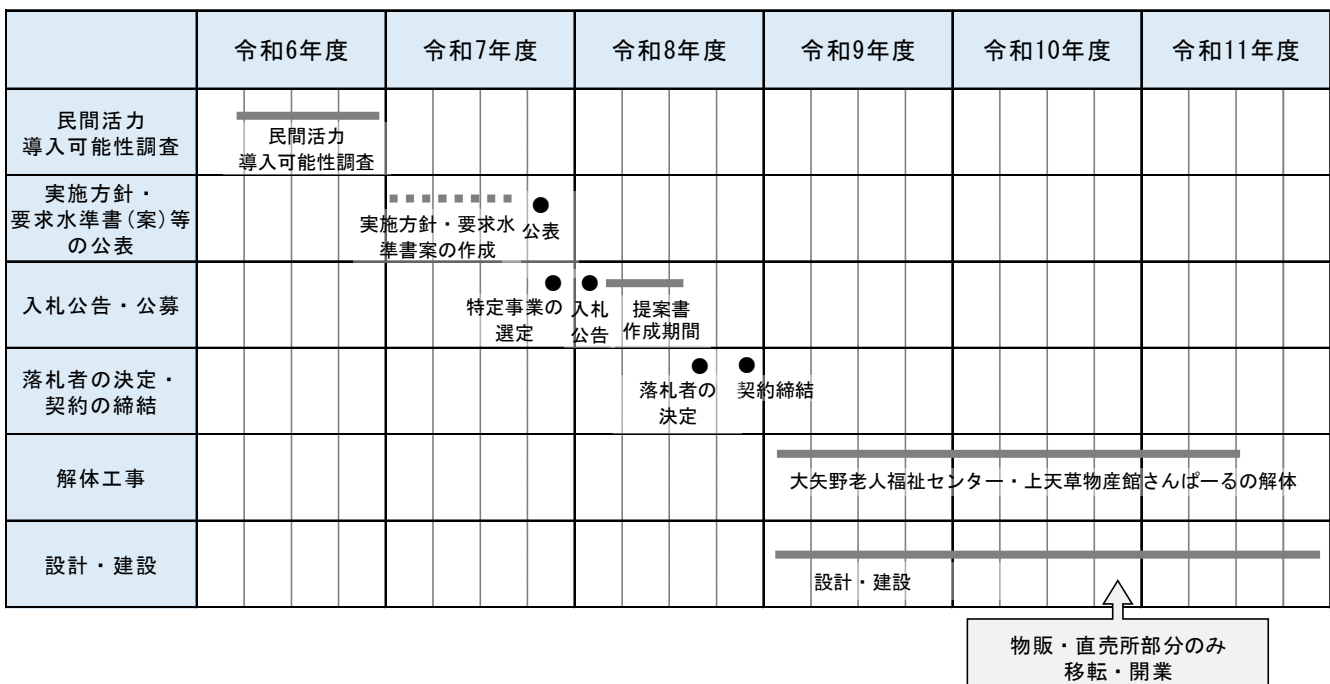 令和6年度
令和7年度
令和8年度
令和9年度
令和10年度
令和11年度
民間活力
導入可能性調査
民間活力
導入可能性調査
実施方針・
要求水準書(案)等
の公表
実施方針・要求水
準書案の作成
公表
入札公告・公募
特定事業の
選定
入札
公告
提案書
作成期間
落札者の決定・
契約の締結
落札者の
決定
契約締結
解体工事
大矢野老人福祉センター・上天草物産館さんぱーるの解体
設計・建設
設計・建設
物販・直売所部分のみ
移転・開業